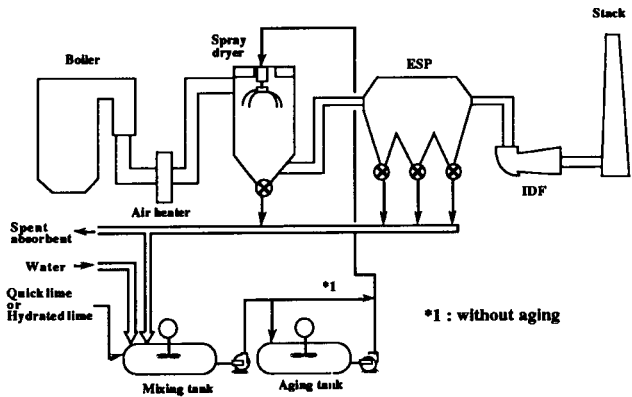 Stack
Spray
dryer
ESP
Boiler
IDF
Air heater
Spent
absorbent
Water
Quick lime
or
Hydrated lime
*1
*1 : without aging
Mixing tank
Aging tank